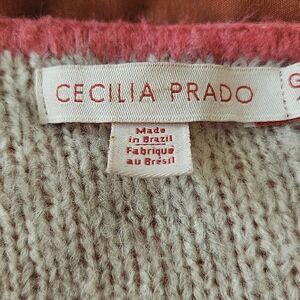 CECILIA PRADO
G
Made
in Brazil
Fabriqué
au Brésil